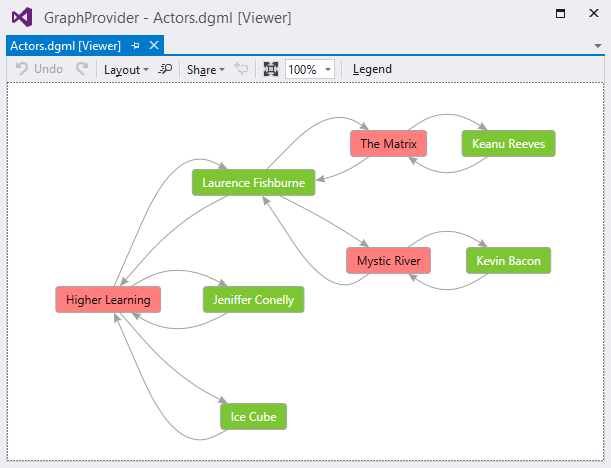 GraphProvider - Actors.dgml [Viewer]
Actors.dgml [Viewer]
Undo Layout Share 100% Legend
The Matrix
Keanu Reeves
Laurence Fishburne
Mystic River
Kevin Bacon
Higher Learning
Jeniffer Conelly
Ice Cube